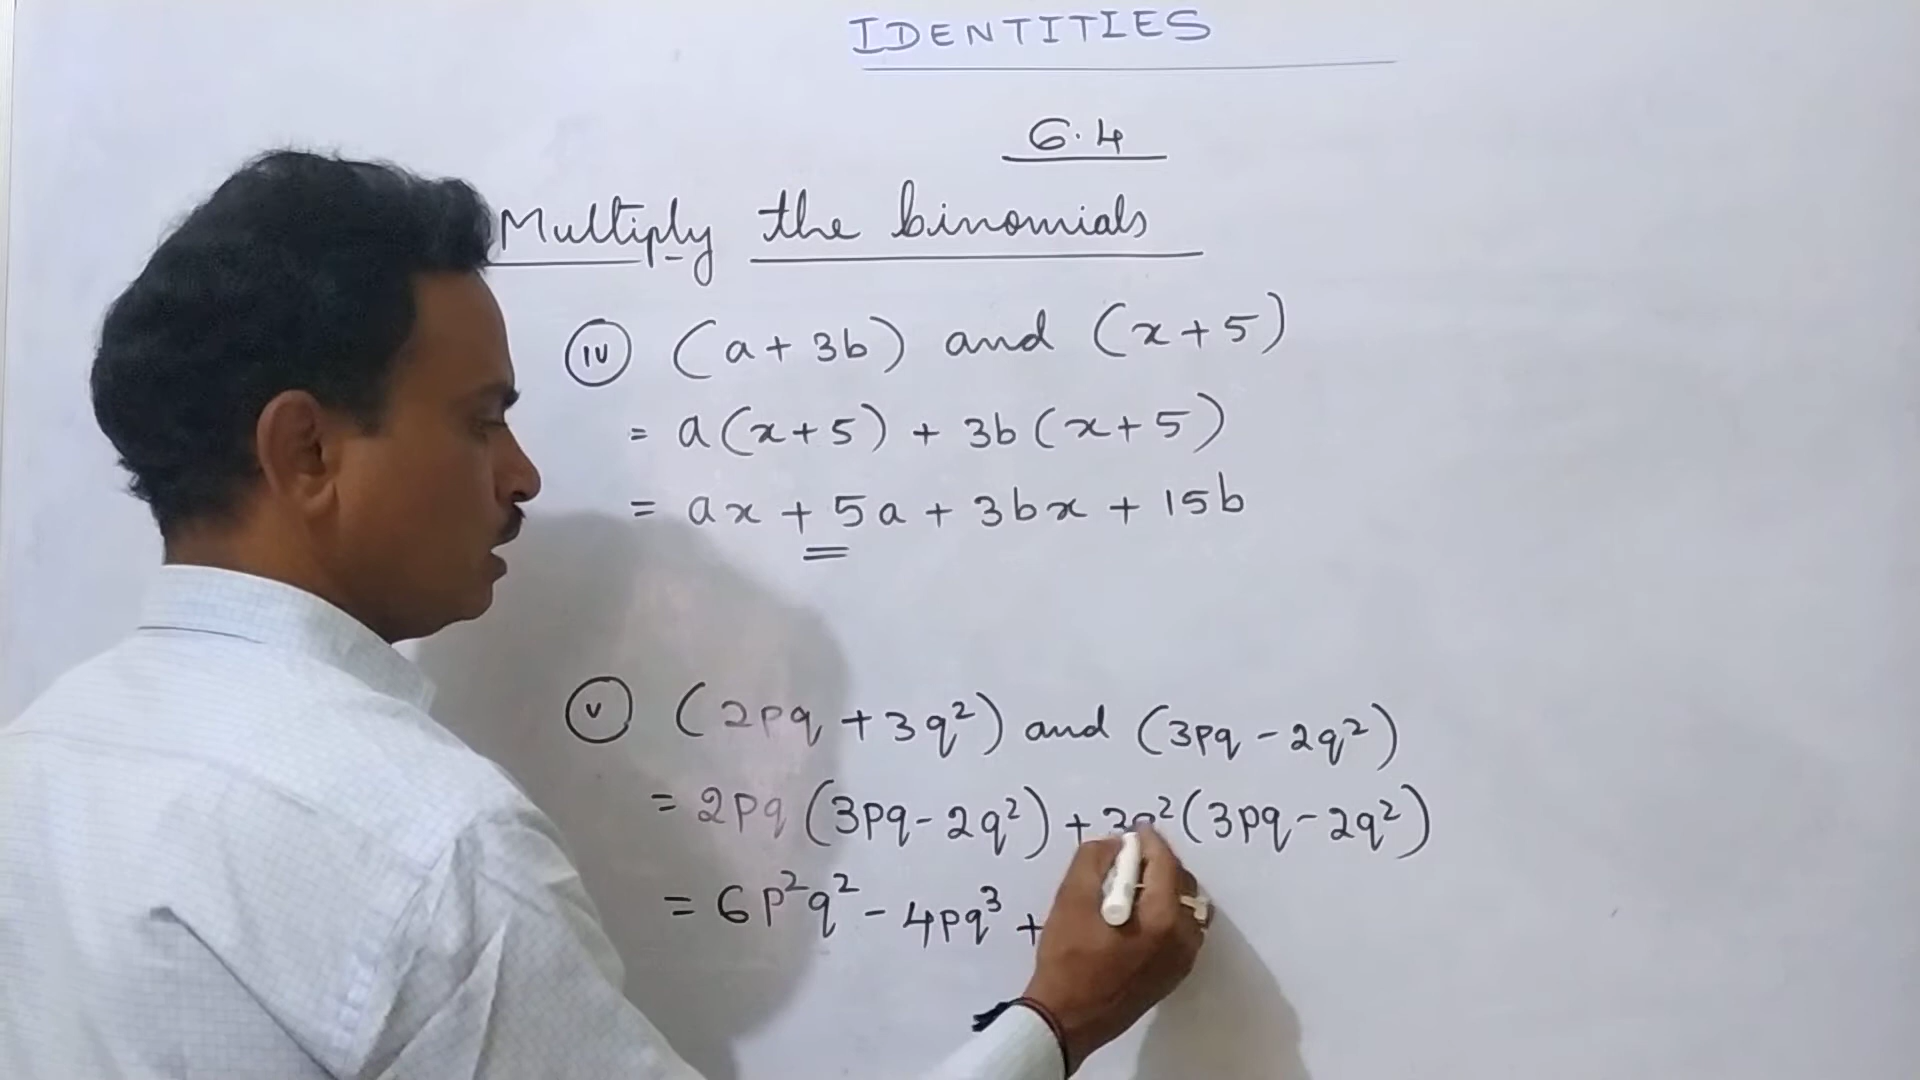 IDENTITIES
6.4
Multiply the binomials
(iv) (a + 3b) and (x + 5)
= a(x+5) + 3b(x+5)
= ax + 5a + 3bx + 15b
(v) (2pq + 3q²) and (3pq - 2q²)
= 2pq (3pq - 2q²) + 3q² (3pq - 2q²)
= 6p²q² - 4pq³ +